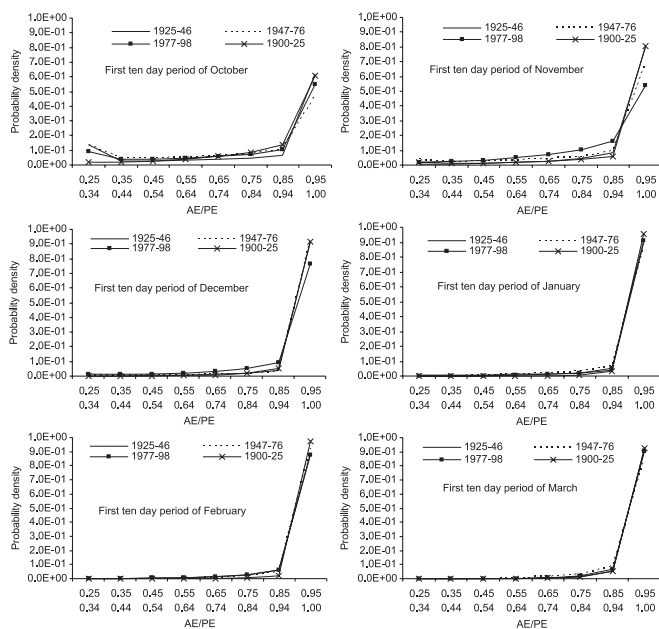 1925-46 1947-76
1977-98 1900-25
First ten day period of October
Probability density
1.0E+00
9.0E-01
8.0E-01
7.0E-01
6.0E-01
5.0E-01
4.0E-01
3.0E-01
2.0E-01
1.0E-01
0.0E+00
0.25 0.35 0.45 0.55 0.65 0.75 0.85 0.95
0.34 0.44 0.54 0.64 0.74 0.84 0.94 1.00
AE/PE
1925-46 1947-76
1977-98 1900-25
First ten day period of November
Probability density
1.0E+00
9.0E-01
8.0E-01
7.0E-01
6.0E-01
5.0E-01
4.0E-01
3.0E-01
2.0E-01
1.0E-01
0.0E+00
0.25 0.35 0.45 0.55 0.65 0.75 0.85 0.95
0.34 0.44 0.54 0.64 0.74 0.84 0.94 1.00
AE/PE
1925-46 1947-76
1977-98 1900-25
First ten day period of December
Probability density
1.0E+00
9.0E-01
8.0E-01
7.0E-01
6.0E-01
5.0E-01
4.0E-01
3.0E-01
2.0E-01
1.0E-01
0.0E+00
0.25 0.35 0.45 0.55 0.65 0.75 0.85 0.95
0.34 0.44 0.54 0.64 0.74 0.84 0.94 1.00
AE/PE
1925-46 1947-76
1977-98 1900-25
First ten day period of January
Probability density
1.0E+00
9.0E-01
8.0E-01
7.0E-01
6.0E-01
5.0E-01
4.0E-01
3.0E-01
2.0E-01
1.0E-01
0.0E+00
0.25 0.35 0.45 0.55 0.65 0.75 0.85 0.95
0.34 0.44 0.54 0.64 0.74 0.84 0.94 1.00
AE/PE
1925-46 1947-76
1977-98 1900-25
First ten day period of February
Probability density
1.0E+00
9.0E-01
8.0E-01
7.0E-01
6.0E-01
5.0E-01
4.0E-01
3.0E-01
2.0E-01
1.0E-01
0.0E+00
0.25 0.35 0.45 0.55 0.65 0.75 0.85 0.95
0.34 0.44 0.54 0.64 0.74 0.84 0.94 1.00
AE/PE
1925-46 1947-76
1977-98 1900-25
First ten day period of March
Probability density
1.0E+00
9.0E-01
8.0E-01
7.0E-01
6.0E-01
5.0E-01
4.0E-01
3.0E-01
2.0E-01
1.0E-01
0.0E+00
0.25 0.35 0.45 0.55 0.65 0.75 0.85 0.95
0.34 0.44 0.54 0.64 0.74 0.84 0.94 1.00
AE/PE